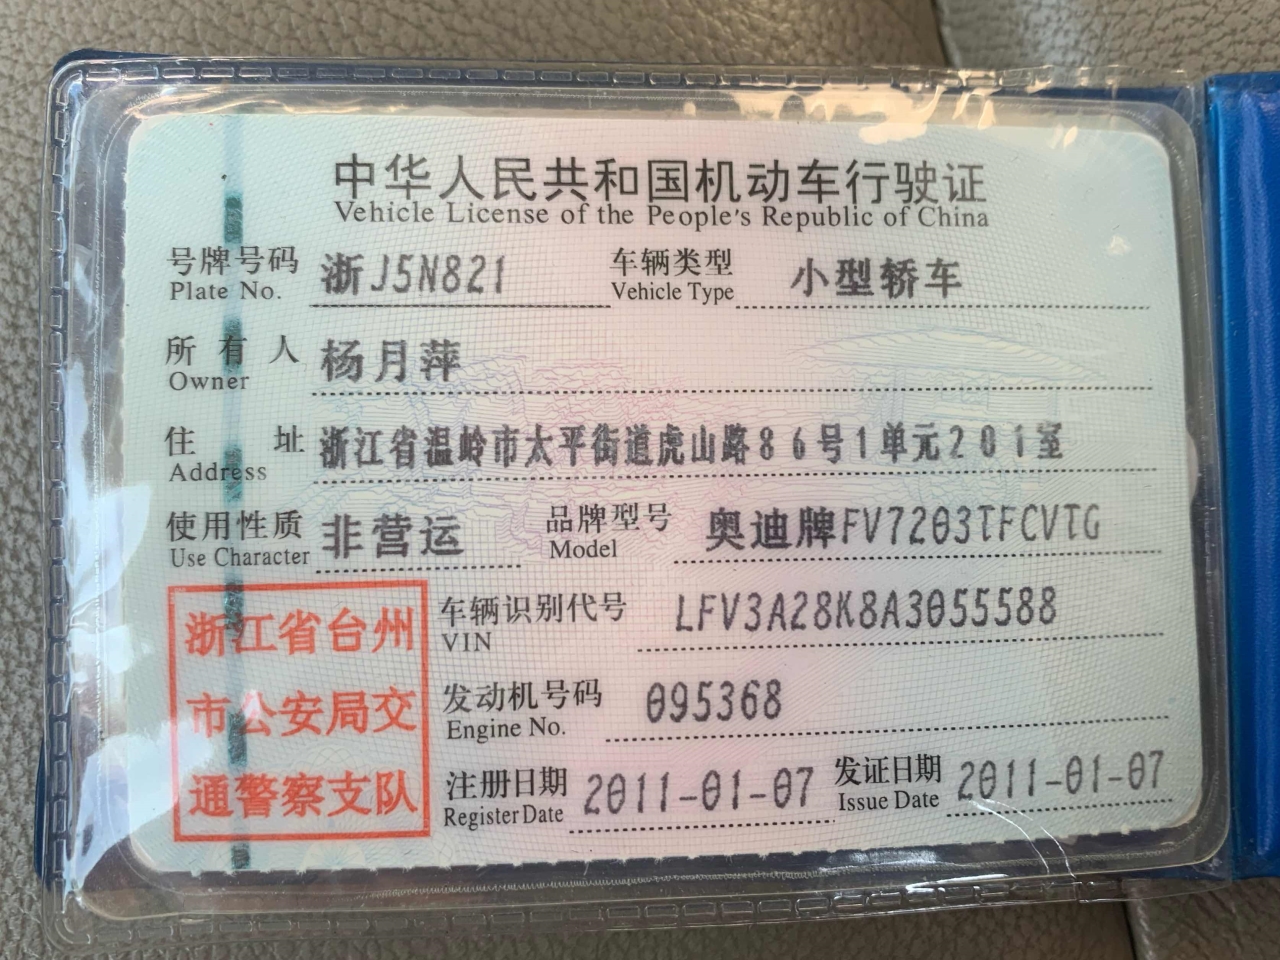 中华人民共和国机动车行驶证
Vehicle License of the People's Republic of China
号牌号码 浙J5N821 车辆类型 小型轿车
Plate No. Vehicle Type
所有人 杨月萍
Owner
住址 浙江省温岭市太平街道虎山路86号1单元201室
Address
使用性质 非营运 品牌型号 奥迪牌FV7203TFCVTG
Use Character Model
浙江省台州
市公安局交
通警察支队
车辆识别代号 LFV3A28K8A3055588
VIN
发动机号码 095368
Engine No.
注册日期 2011-01-07 发证日期 2011-01-07
Register Date Issue Date